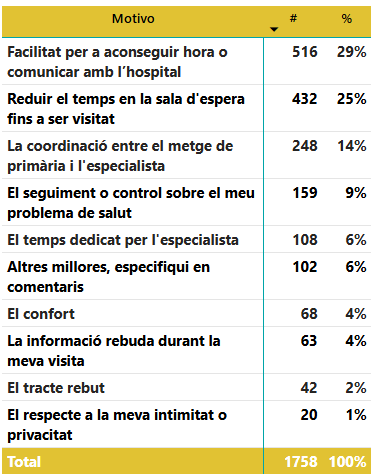 Motivo # %
Facilitat per a aconseguir hora o 516 29%
comunicar amb l’hospital
Reduir el temps en la sala d'espera 432 25%
fins a ser visitat
La coordinació entre el metge de 248 14%
primària i l'especialista
El seguiment o control sobre el meu 159 9%
problema de salut
El temps dedicat per l'especialista 108 6%
Altres millores, especifiqui en 102 6%
comentaris
El confort 68 4%
La informació rebuda durant la 63 4%
meva visita
El tracte rebut 42 2%
El respecte a la meva intimitat o 20 1%
privacitat
Total 1758 100%